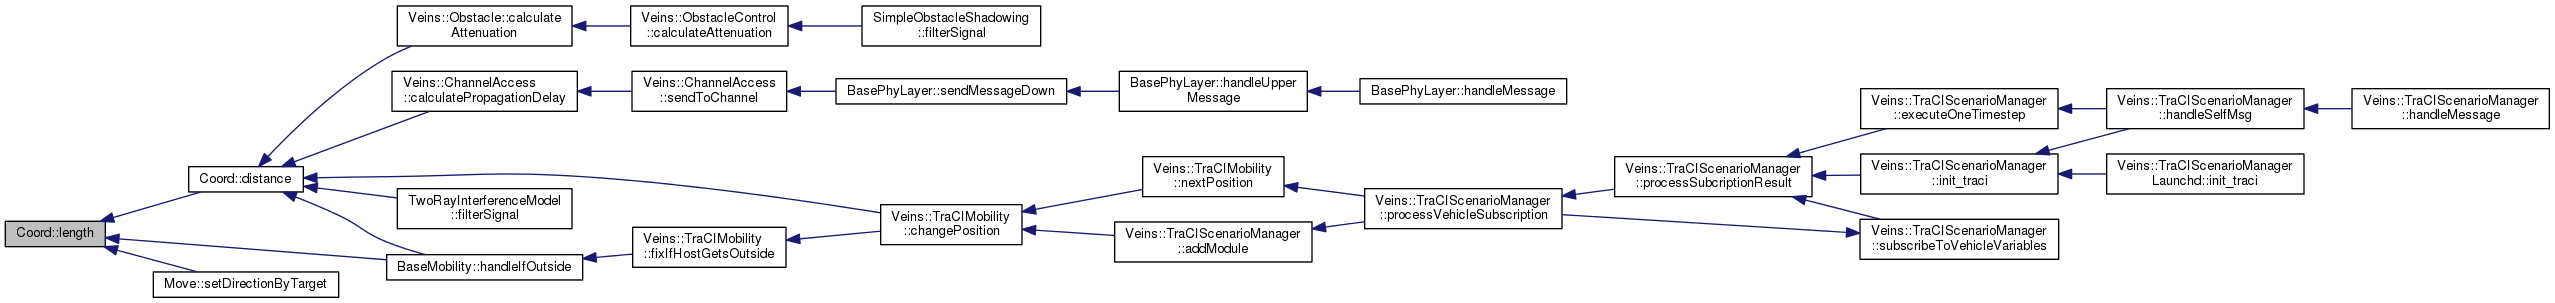 Coord::length
Coord::distance
Veins::Obstacle::calculate
Attenuation
Veins::ObstacleControl
::calculateAttenuation
SimpleObstacleShadowing
::filterSignal
Veins::ChannelAccess
::calculatePropagationDelay
Veins::ChannelAccess
::sendToChannel
BasePhyLayer::sendMessageDown
BasePhyLayer::handleUpper
Message
BasePhyLayer::handleMessage
TwoRayInterferenceModel
::filterSignal
BaseMobility::handleIfOutside
Move::setDirectionByTarget
Veins::TraCIMobility
::fixIfHostGetsOutside
Veins::TraCIMobility
::changePosition
Veins::TraCIMobility
::nextPosition
Veins::TraCIScenarioManager
::addModule
Veins::TraCIScenarioManager
::processVehicleSubscription
Veins::TraCIScenarioManager
::processSubcriptionResult
Veins::TraCIScenarioManager
::executeOneTimestep
Veins::TraCIScenarioManager
::init_traci
Veins::TraCIScenarioManager
::subscribeToVehicleVariables
Veins::TraCIScenarioManager
::handleSelfMsg
Veins::TraCIScenarioManager
Launchd::init_traci
Veins::TraCIScenarioManager
::handleMessage